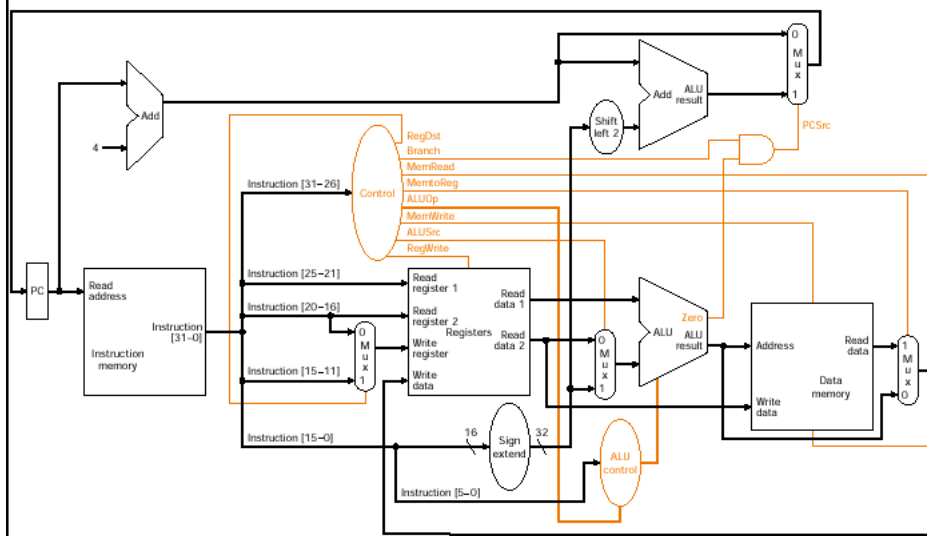 0
M
u
x
1
Add
4
Add
ALU
result
Shift
left 2
PCSrc
RegDst
Branch
MemRead
MemtoReg
ALUOp
MemWrite
ALUSrc
RegWrite
Control
Instruction [31–26]
Instruction [25–21]
Instruction [20–16]
Instruction [15–11]
Instruction [15–0]
Instruction [5–0]
PC
Read
address
Instruction
[31–0]
Instruction
memory
0
M
u
x
1
Read
register 1
Read
register 2
Write
register
Write
data
Registers
Read
data 1
Read
data 2
0
M
u
x
1
Zero
ALU
ALU
result
Address
Write
data
Read
data
Data
memory
1
M
u
x
0
16
Sign
extend
32
ALU
control